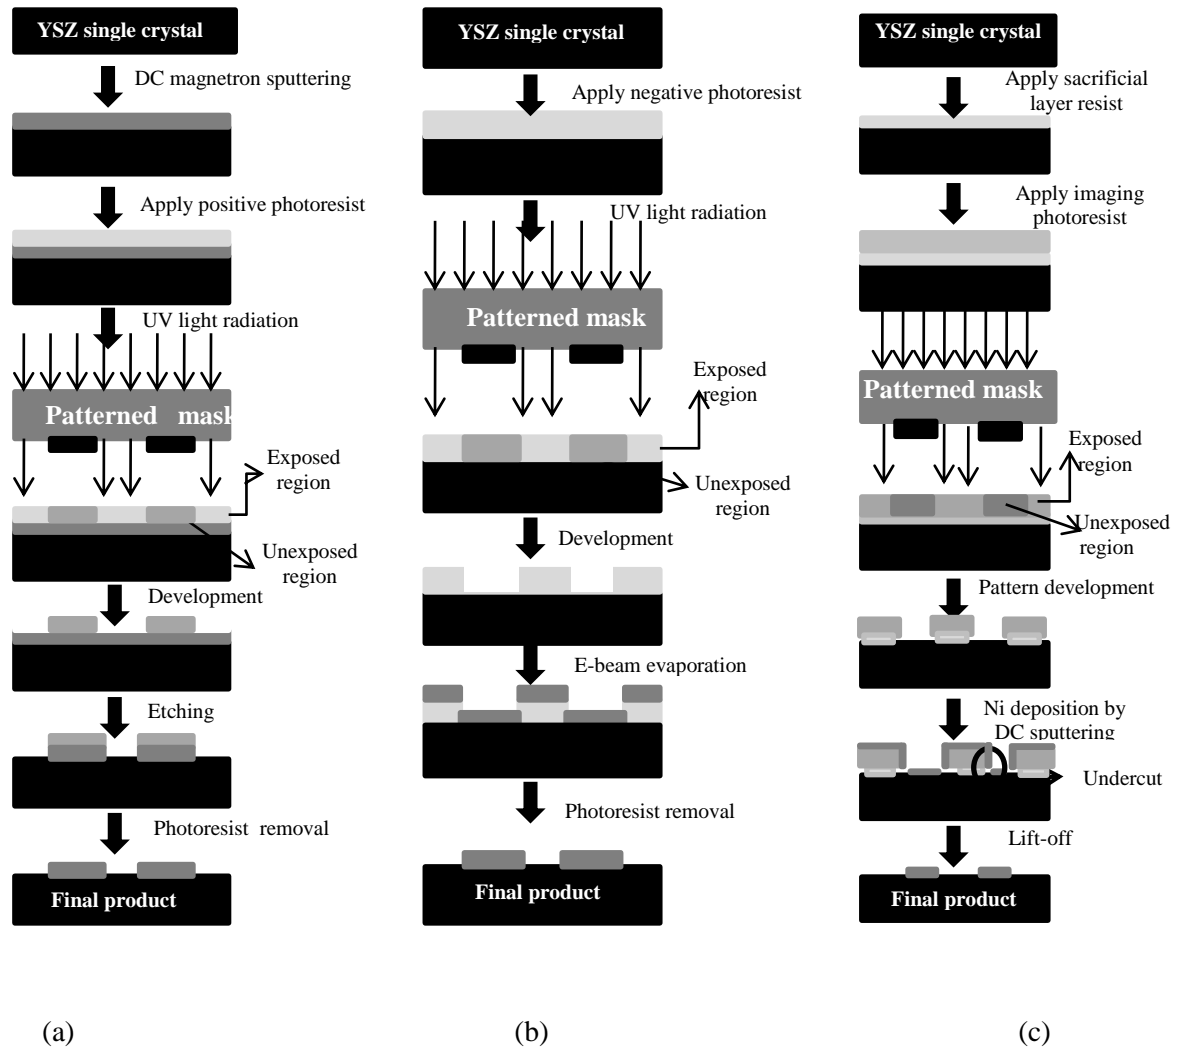 YSZ single crystal
DC magnetron sputtering
Apply positive photoresist
UV light radiation
Patterned mask
Exposed
region
Unexposed
region
Development
Etching
Photoresist removal
Final product
(a)
YSZ single crystal
Apply negative photoresist
UV light radiation
Patterned mask
Exposed
region
Unexposed
region
Development
E-beam evaporation
Photoresist removal
Final product
(b)
YSZ single crystal
Apply sacrificial
layer resist
Apply imaging
photoresist
Patterned mask
Exposed
region
Unexposed
region
Pattern development
Ni deposition by
DC sputtering
Undercut
Lift-off
Final product
(c)